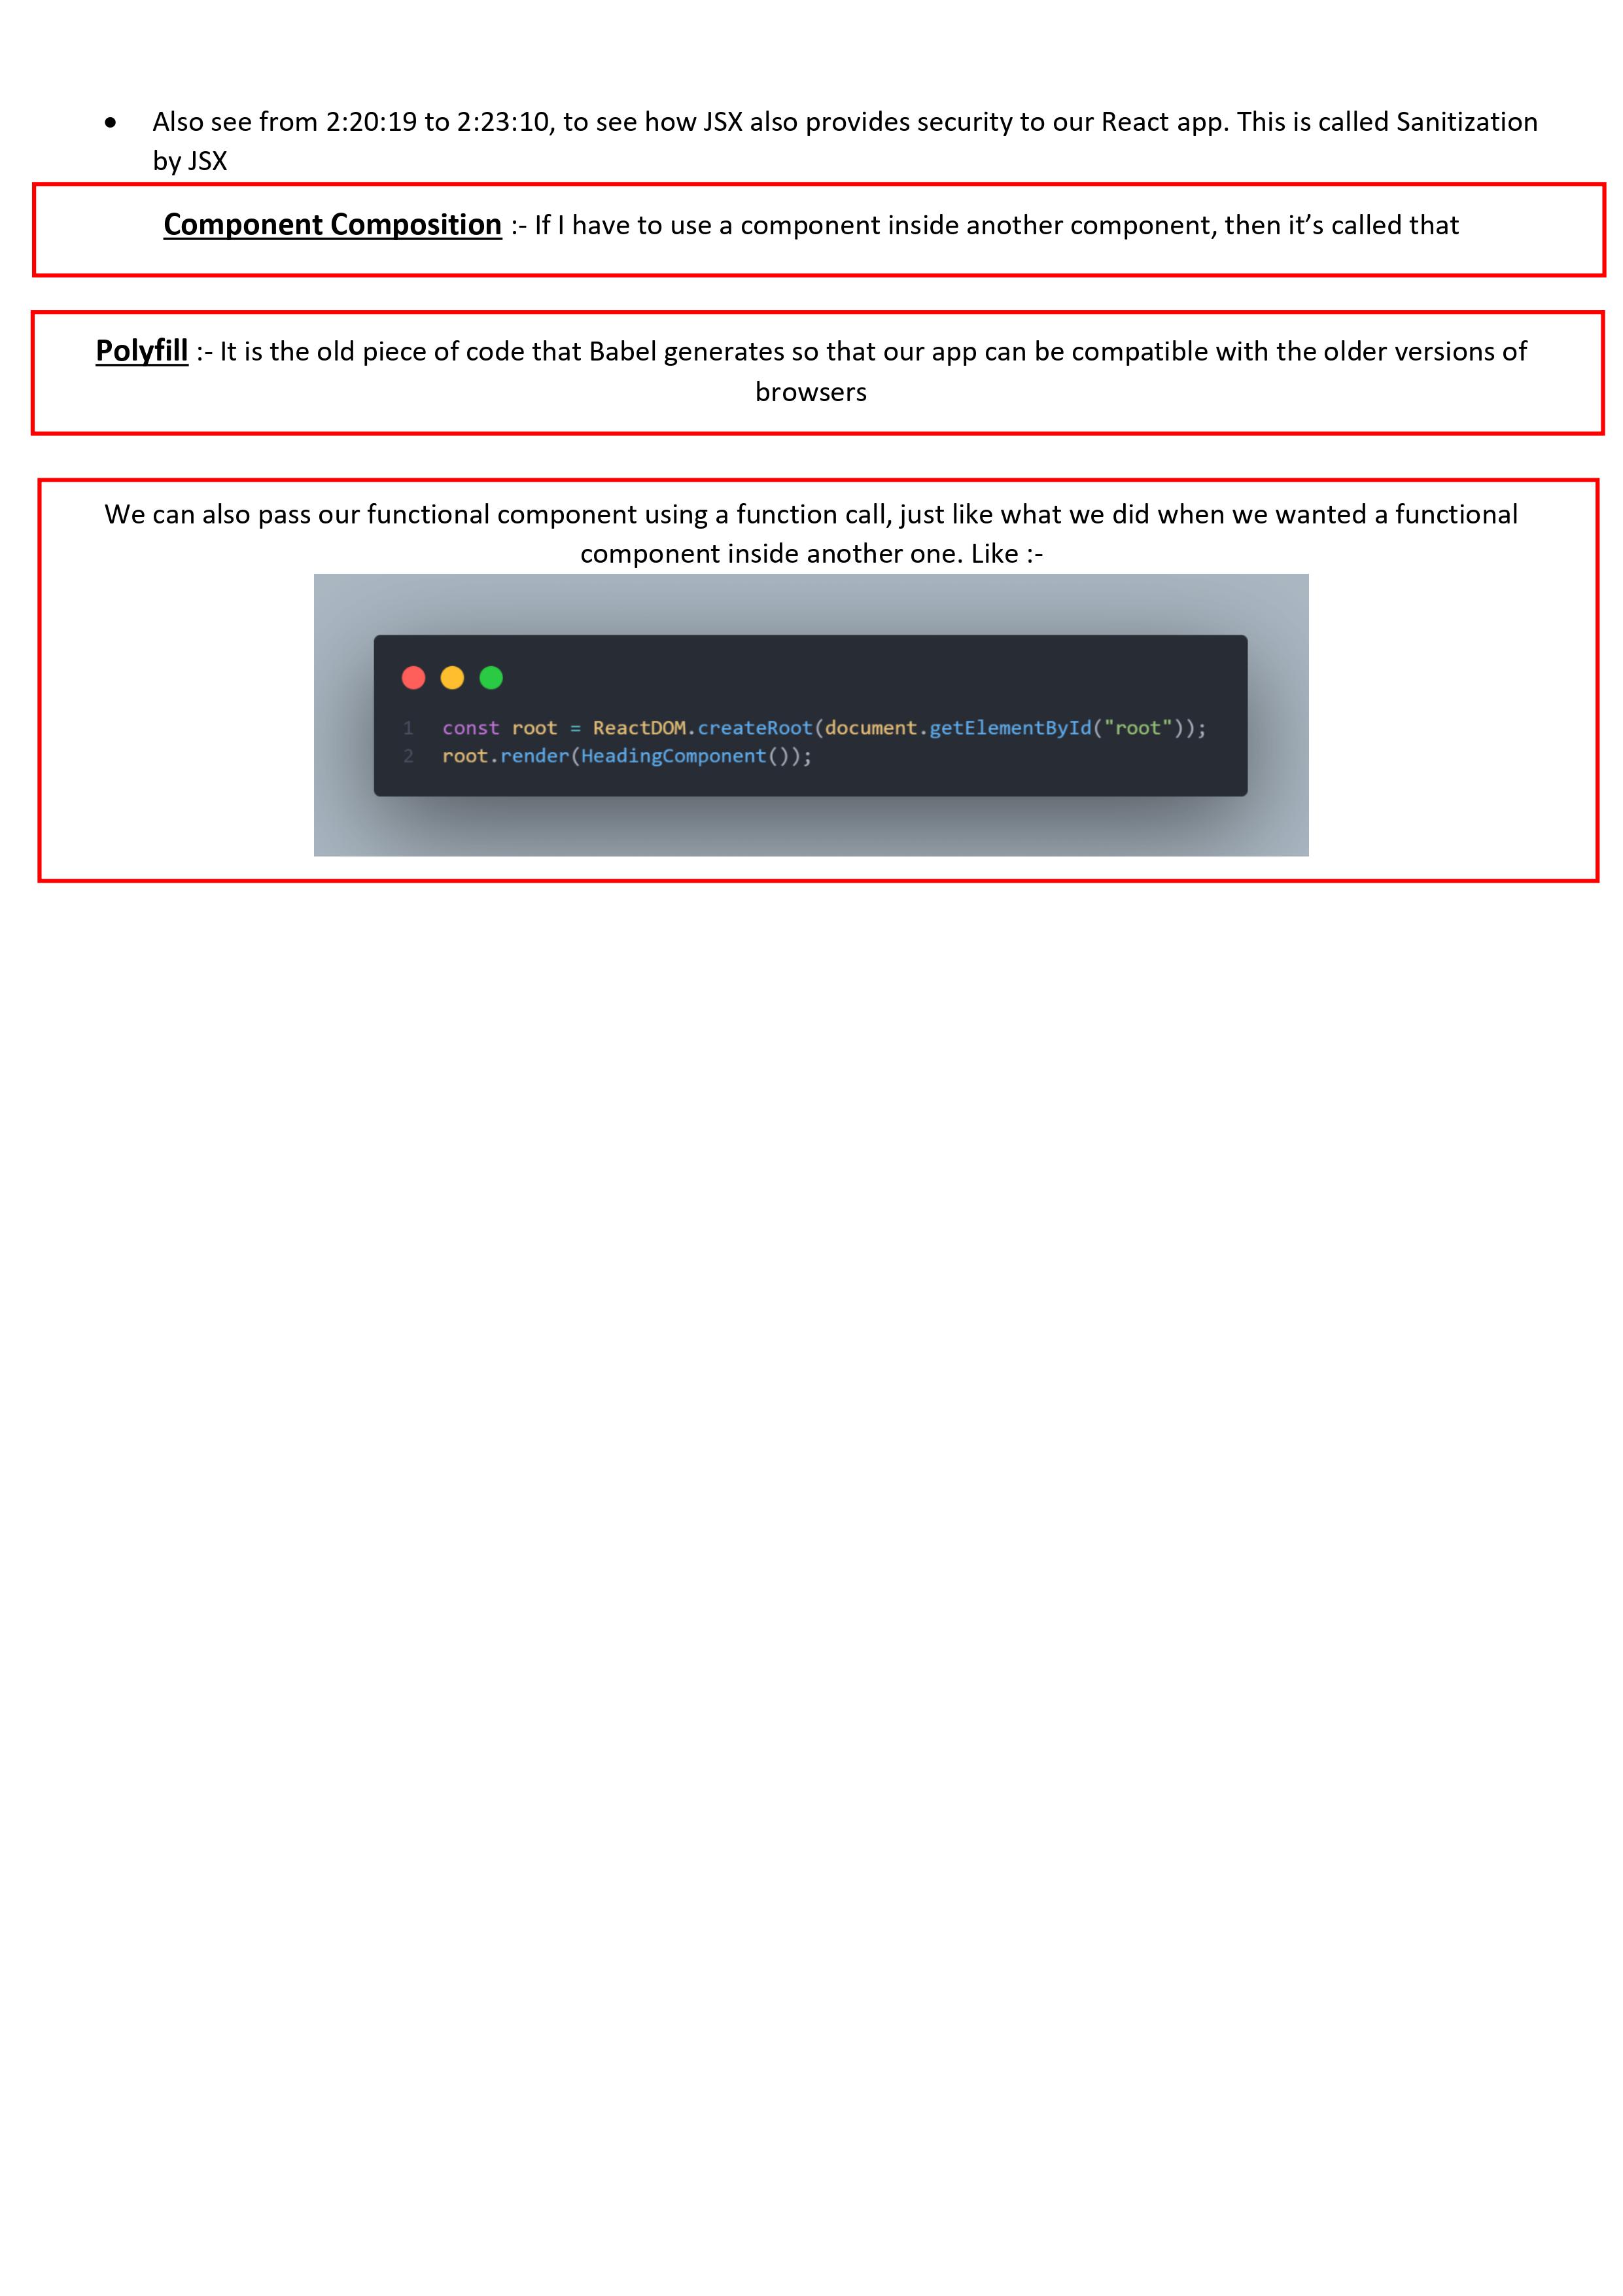 • Also see from 2:20:19 to 2:23:10, to see how JSX also provides security to our React app. This is called Sanitization
by JSX
Component Composition :- If I have to use a component inside another component, then it’s called that
Polyfill :- It is the old piece of code that Babel generates so that our app can be compatible with the older versions of
browsers
We can also pass our functional component using a function call, just like what we did when we wanted a functional
component inside another one. Like :-
1 const root = ReactDOM.createRoot(document.getElementById("root"));
2 root.render(HeadingComponent());